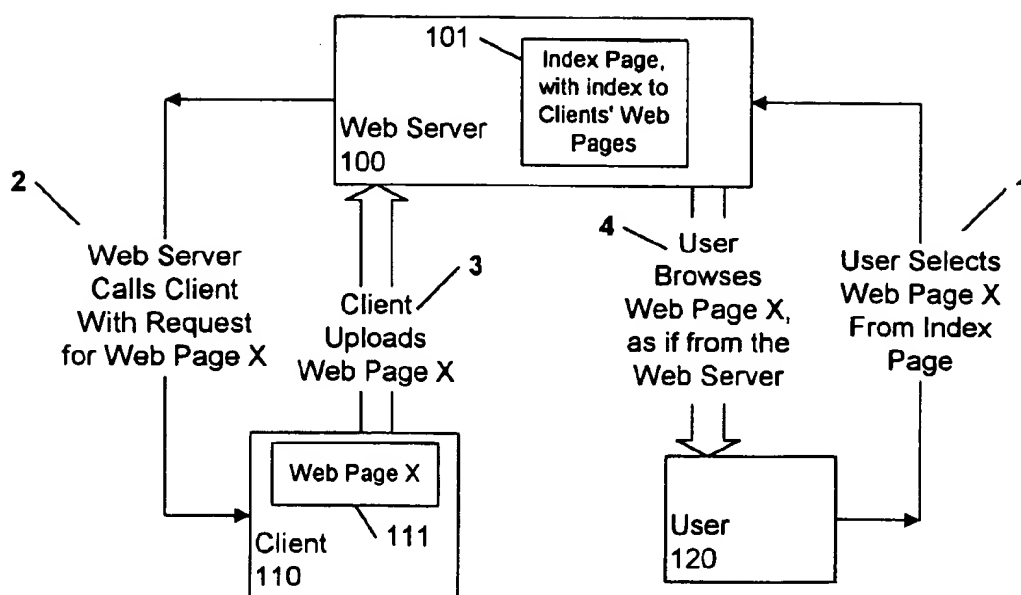 101
Index Page,
with index to
Clients' Web
Pages
Web Server
100
2
Web Server
Calls Client
With Request
for Web Page X
3
Client
Uploads
Web Page X
4
User
Browses
Web Page X,
as if from the
Web Server
User Selects
Web Page X
From Index
Page
Web Page X
111
Client
110
User
120